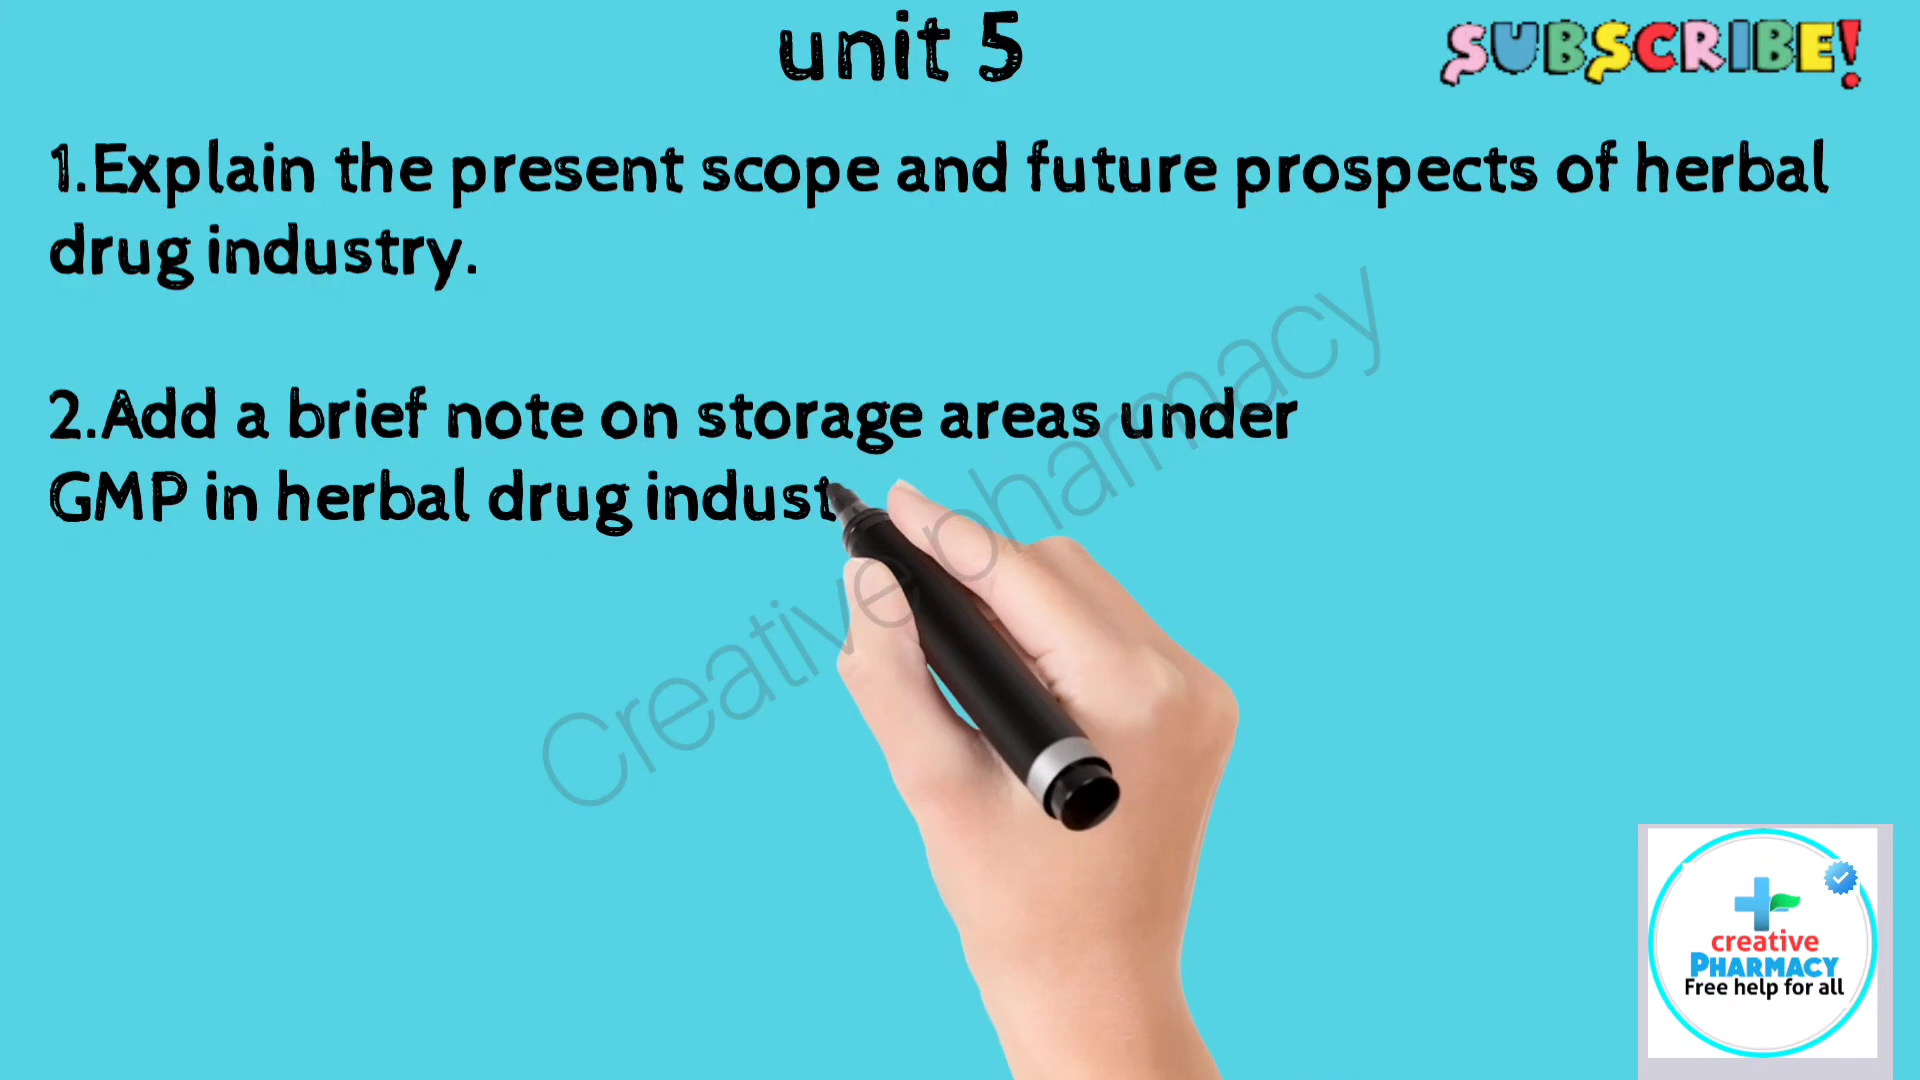 unit 5
SUBSCRIBE!
1.Explain the present scope and future prospects of herbal
drug industry.
2.Add a brief note on storage areas under
GMP in herbal drug indust
Creative pharmacy
creative
PHARMACY
Free help for all